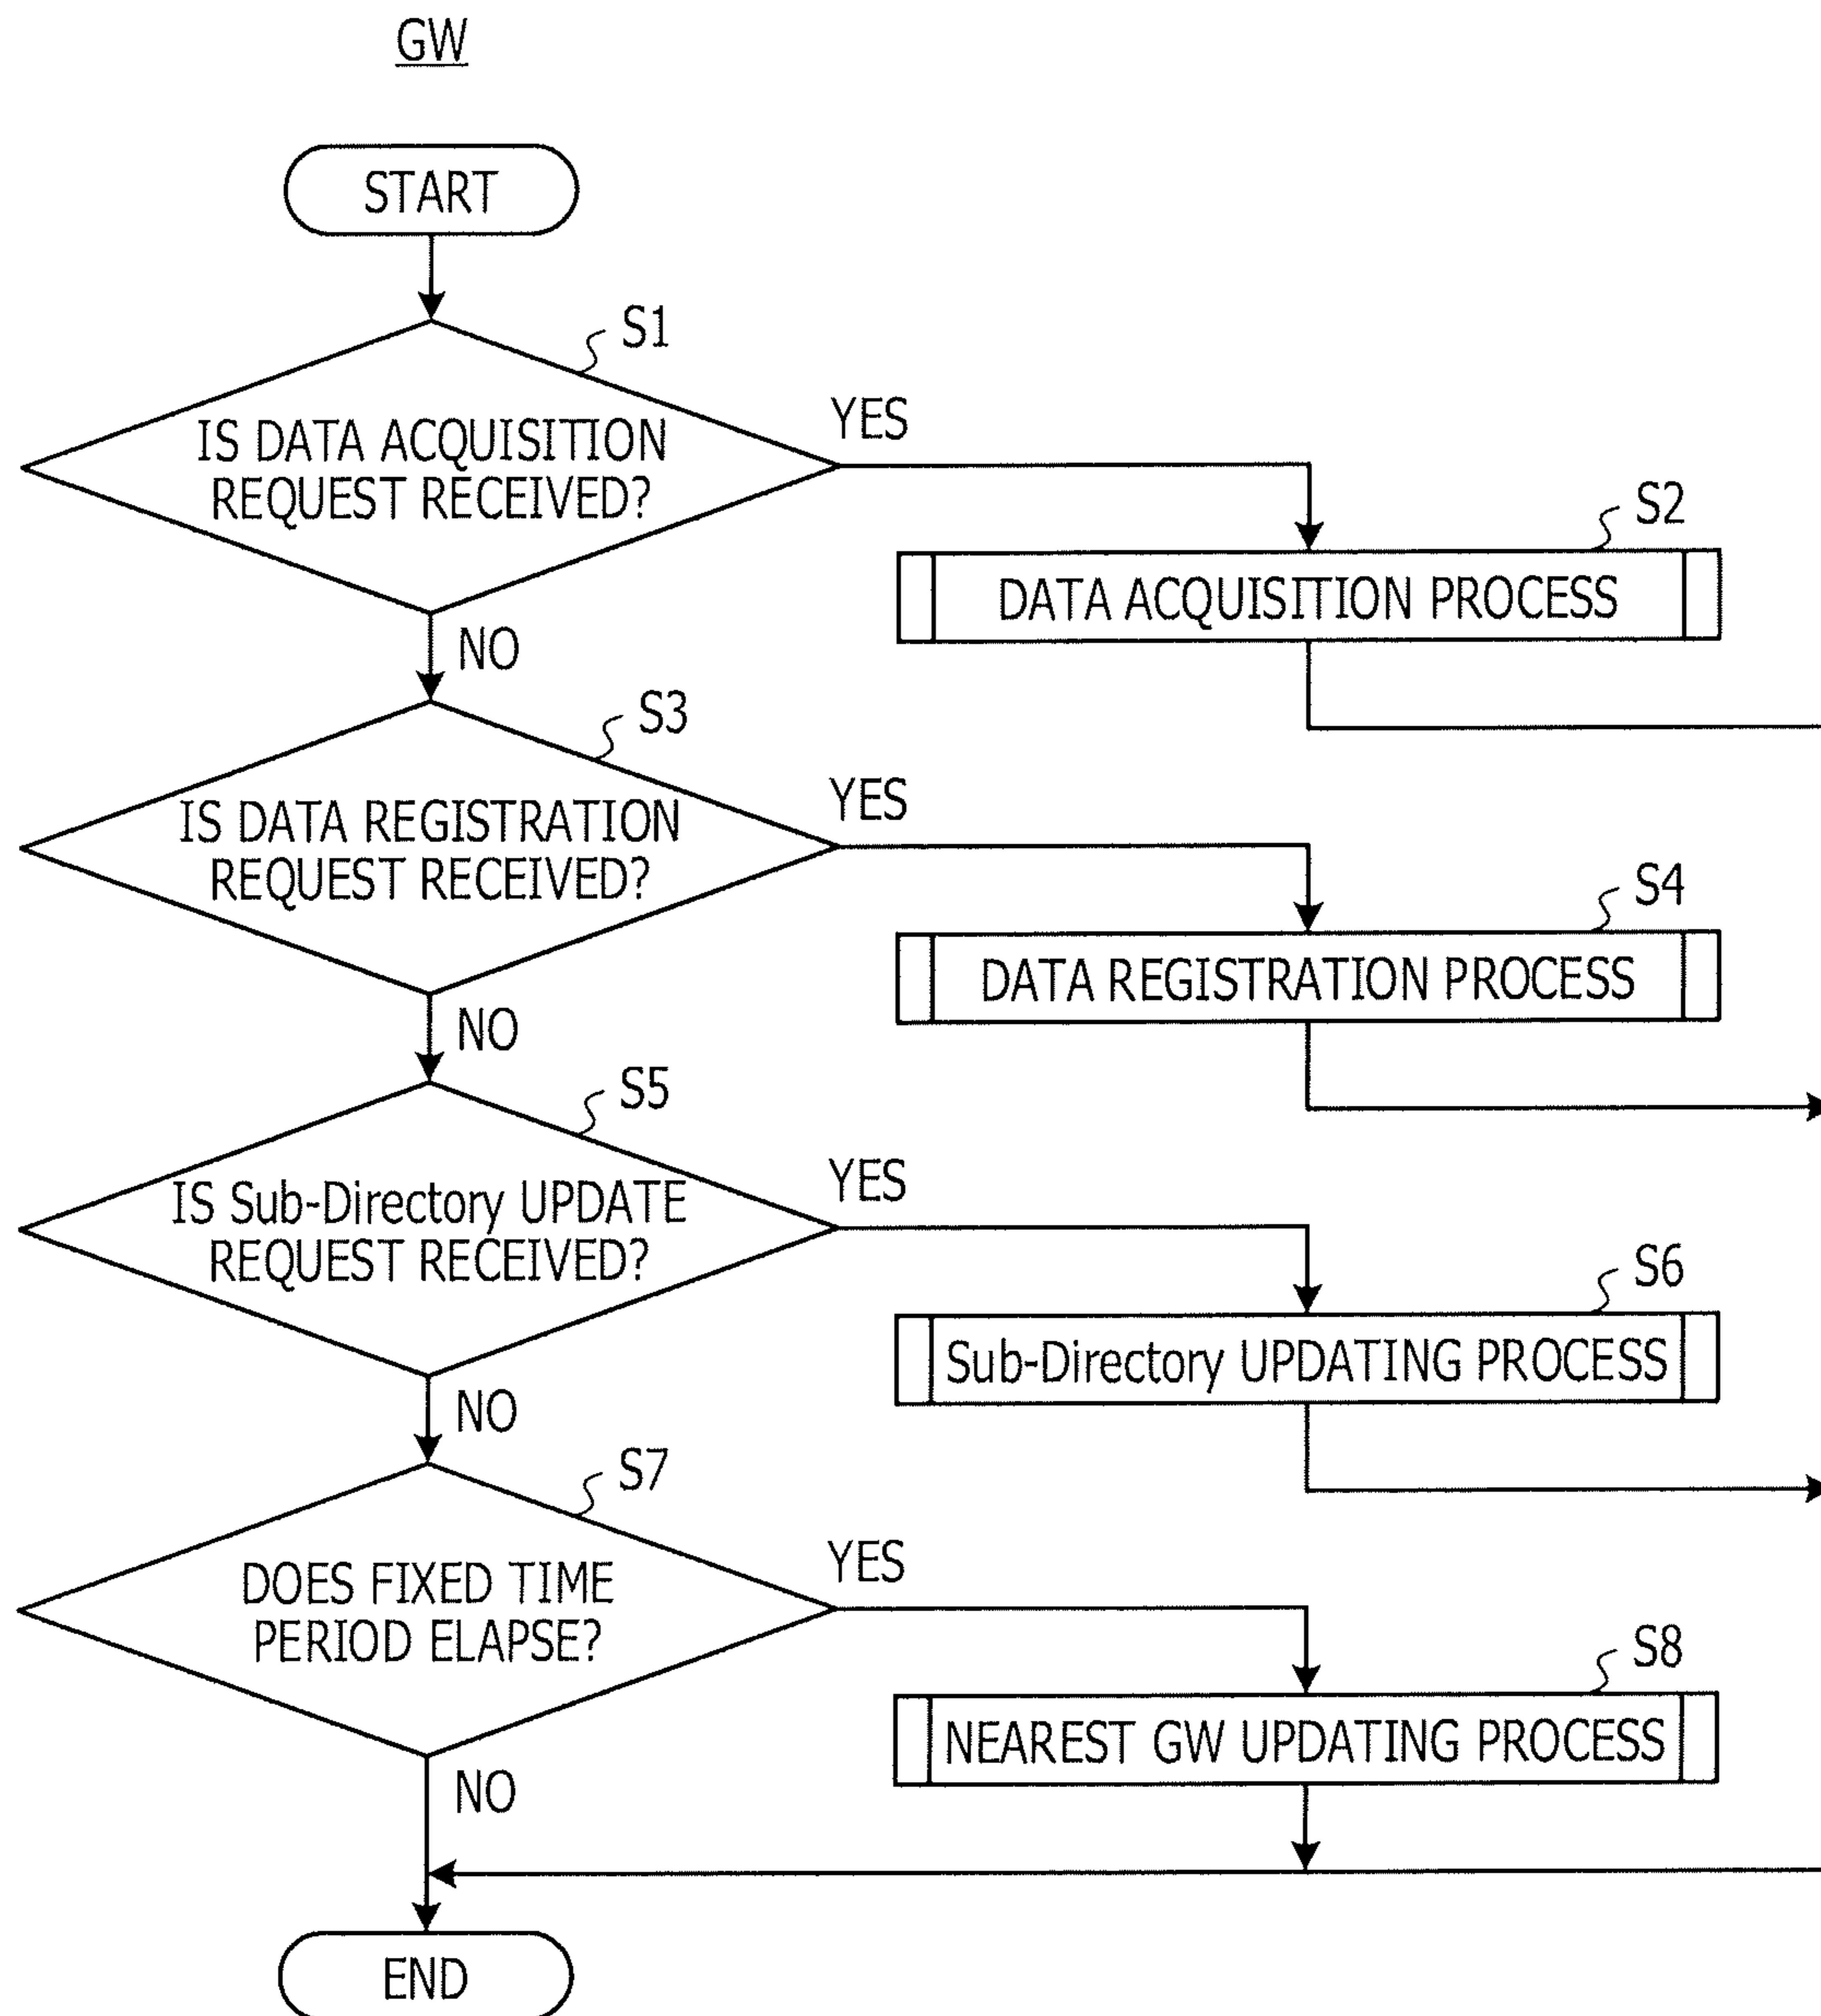 GW
START
S1
IS DATA ACQUISITION
REQUEST RECEIVED?
YES
S2
DATA ACQUISITION PROCESS
NO
S3
IS DATA REGISTRATION
REQUEST RECEIVED?
YES
S4
DATA REGISTRATION PROCESS
NO
S5
IS Sub-Directory UPDATE
REQUEST RECEIVED?
YES
S6
Sub-Directory UPDATING PROCESS
NO
S7
DOES FIXED TIME
PERIOD ELAPSE?
YES
S8
NEAREST GW UPDATING PROCESS
NO
END